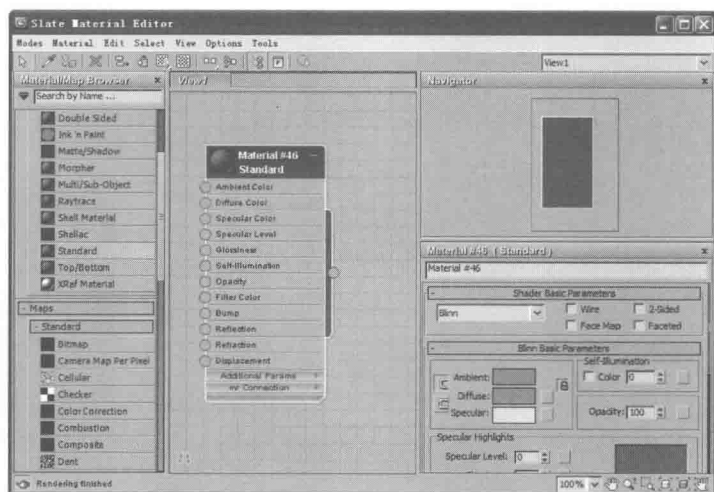 Slate Material Editor
Modes Material Edit Select View Options Tools
View1
Material/Map Browser
Search by Name ...
Double Sided
Ink 'n Paint
Matte/Shadow
Morpher
Multi/Sub-Object
Raytrace
Shell Material
Shellac
Standard
Top/Bottom
XRef Material
- Maps
- Standard
Bitmap
Camera Map Per Pixel
Cellular
Checker
Color Correction
Combustion
Composite
Dent
View1
Material #46
Standard
Ambient Color
Diffuse Color
Specular Color
Specular Level
Glossiness
Self-Illumination
Opacity
Filter Color
Bump
Reflection
Refraction
Displacement
Additional Params
mr Connection
Navigator
Material #46 ( Standard )
Material #46
- Shader Basic Parameters
Blinn
Wire
2-Sided
Face Map
Faceted
- Blinn Basic Parameters
Self-Illumination
Ambient:
Color 0
Diffuse:
Specular:
Opacity: 100
Specular Highlights
Specular Level: 0
Rendering finished
100%